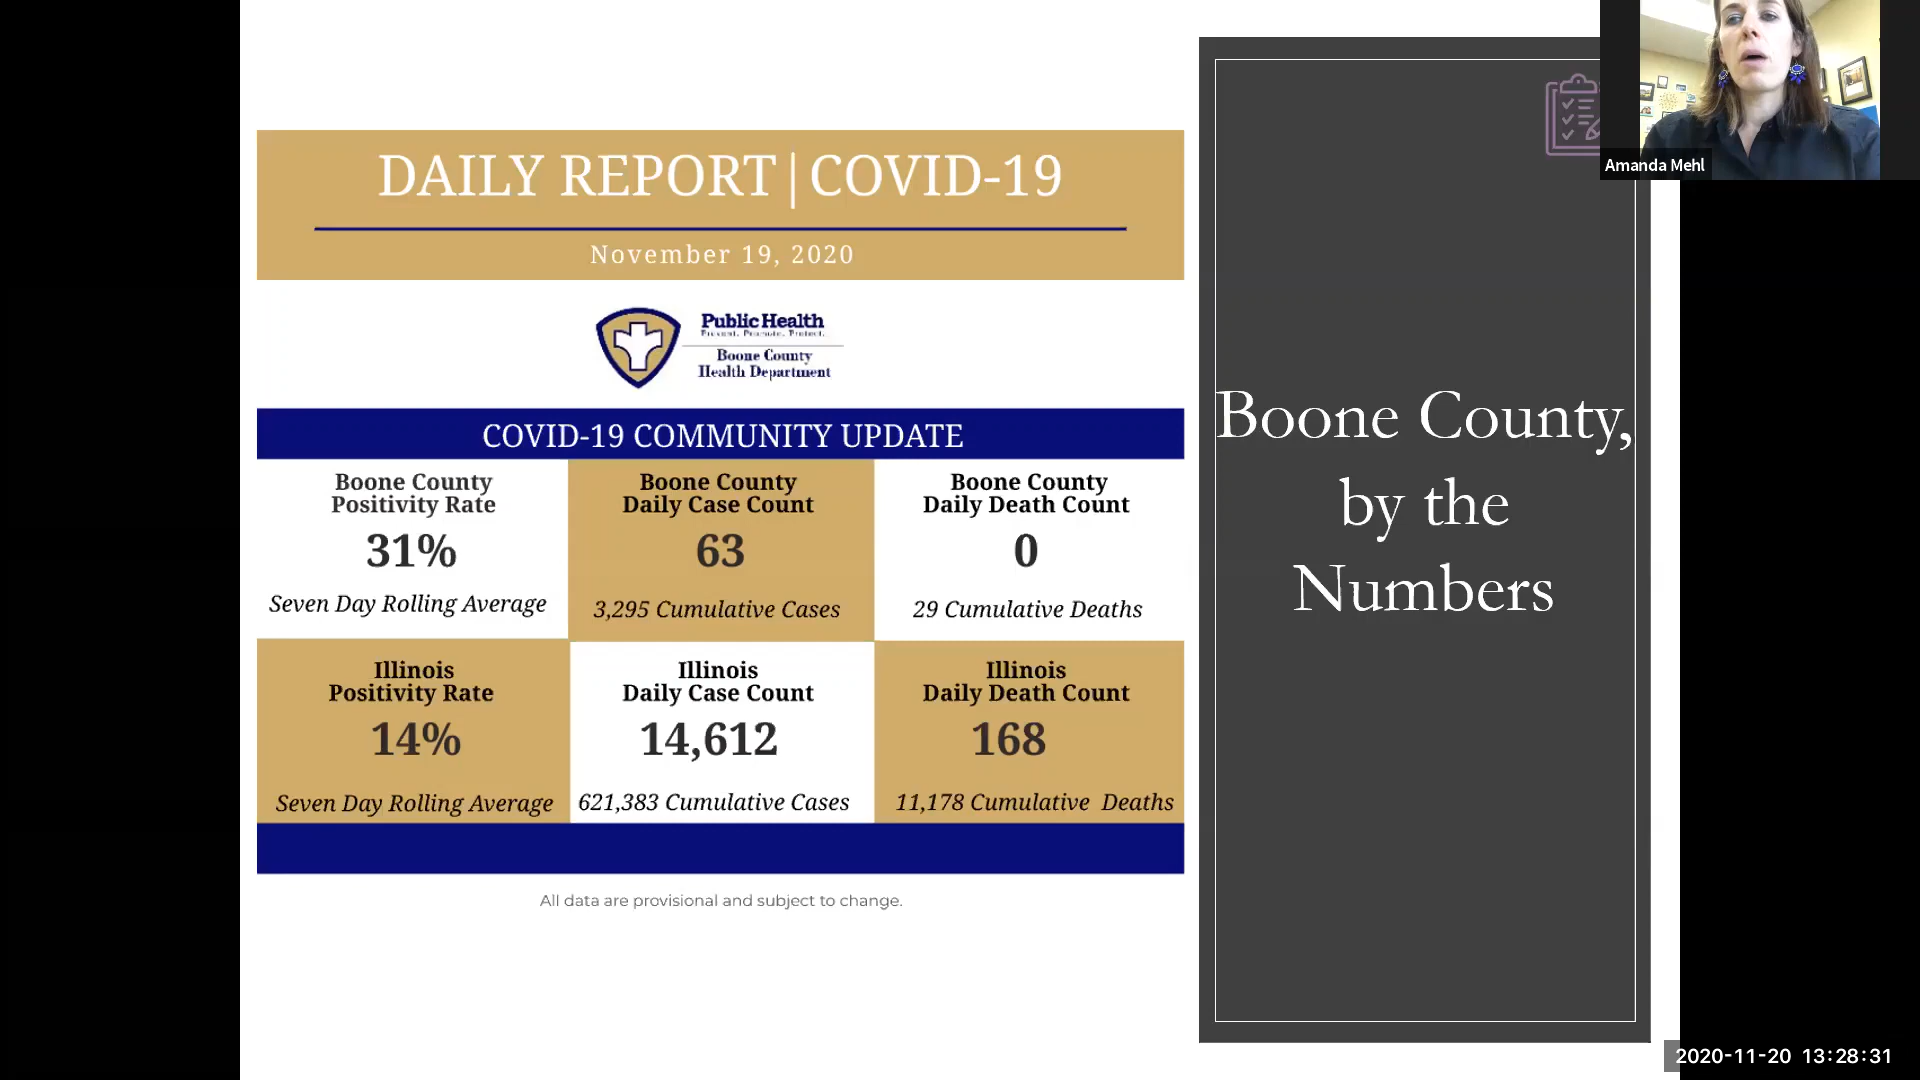 DAILY REPORT|COVID-19
November 19, 2020
Public Health
Prevent. Promote. Protect.
Boone County
Health Department
COVID-19 COMMUNITY UPDATE
Boone County
Positivity Rate
31%
Seven Day Rolling Average
Boone County
Daily Case Count
63
3,295 Cumulative Cases
Boone County
Daily Death Count
0
29 Cumulative Deaths
Illinois
Positivity Rate
14%
Seven Day Rolling Average
Illinois
Daily Case Count
14,612
621,383 Cumulative Cases
Illinois
Daily Death Count
168
11,178 Cumulative Deaths
All data are provisional and subject to change.
Boone County,
by the
Numbers
Amanda Mehl
2020-11-20 13:28:31